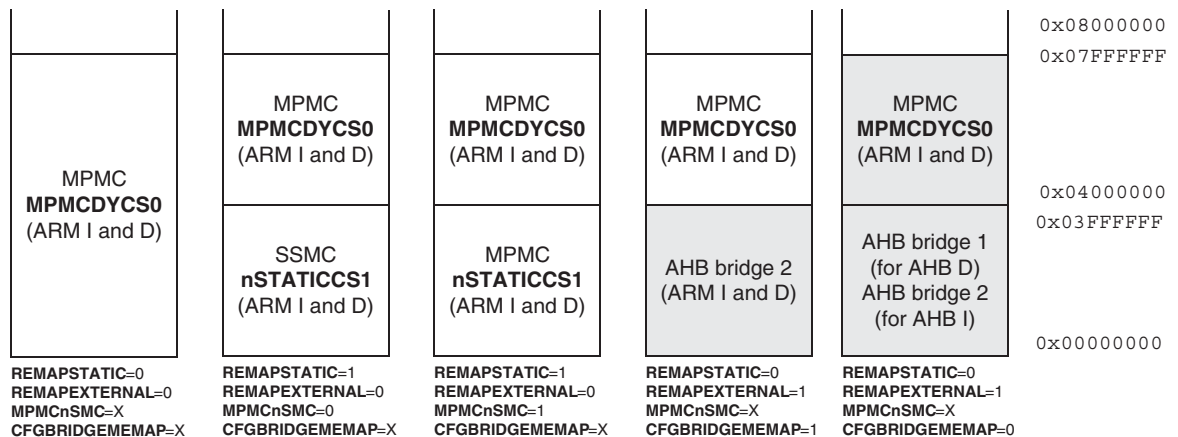 MPMC
MPMCDYCS0
(ARM I and D)
REMAPSTATIC=0
REMAPEXTERNAL=0
MPMCnSMC=X
CFGBRIDGEMEMAP=X
MPMC
MPMCDYCS0
(ARM I and D)
SSMC
nSTATICCS1
(ARM I and D)
REMAPSTATIC=1
REMAPEXTERNAL=0
MPMCnSMC=0
CFGBRIDGEMEMAP=X
MPMC
MPMCDYCS0
(ARM I and D)
MPMC
nSTATICCS1
(ARM I and D)
REMAPSTATIC=1
REMAPEXTERNAL=0
MPMCnSMC=1
CFGBRIDGEMEMAP=X
MPMC
MPMCDYCS0
(ARM I and D)
AHB bridge 2
(ARM I and D)
REMAPSTATIC=0
REMAPEXTERNAL=1
MPMCnSMC=X
CFGBRIDGEMEMAP=1
MPMC
MPMCDYCS0
(ARM I and D)
AHB bridge 1
(for AHB D)
AHB bridge 2
(for AHB I)
REMAPSTATIC=0
REMAPEXTERNAL=1
MPMCnSMC=X
CFGBRIDGEMEMAP=0
0x08000000
0x07FFFFFF
0x04000000
0x03FFFFFF
0x00000000